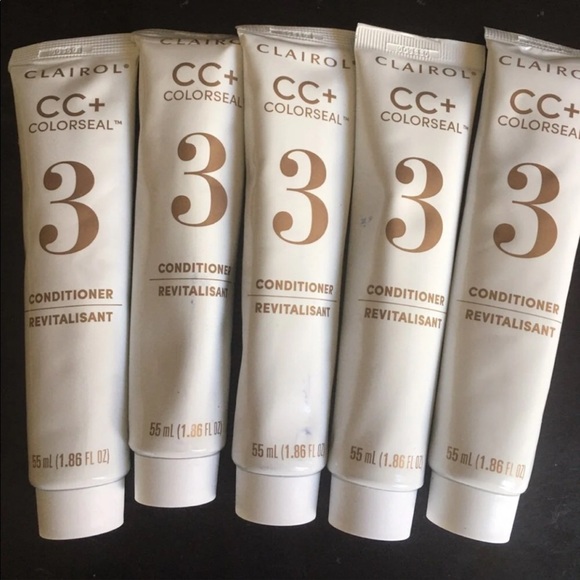 CLAIROL®
CC+
COLORSEAL™
3
CONDITIONER
REVITALISANT
55 mL (1.86 FL OZ)
CLAIROL
CC+
COLORSEAL
3
CONDITIONER
REVITALISANT
55 mL (1.86 FL OZ)
CLAIROL®
CC+
COLORSEAL™
3
CONDITIONER
REVITALISANT
55 mL (1.86 FL OZ)
CLAIROL®
CC+
COLORSEAL™
3
CONDITIONER
REVITALISANT
55 mL (1.86 FL OZ)
CLAIRO
CC+
COLORSEAL
3
CONDITIONER
REVITALISANT
55 mL (1.86 FL OZ)